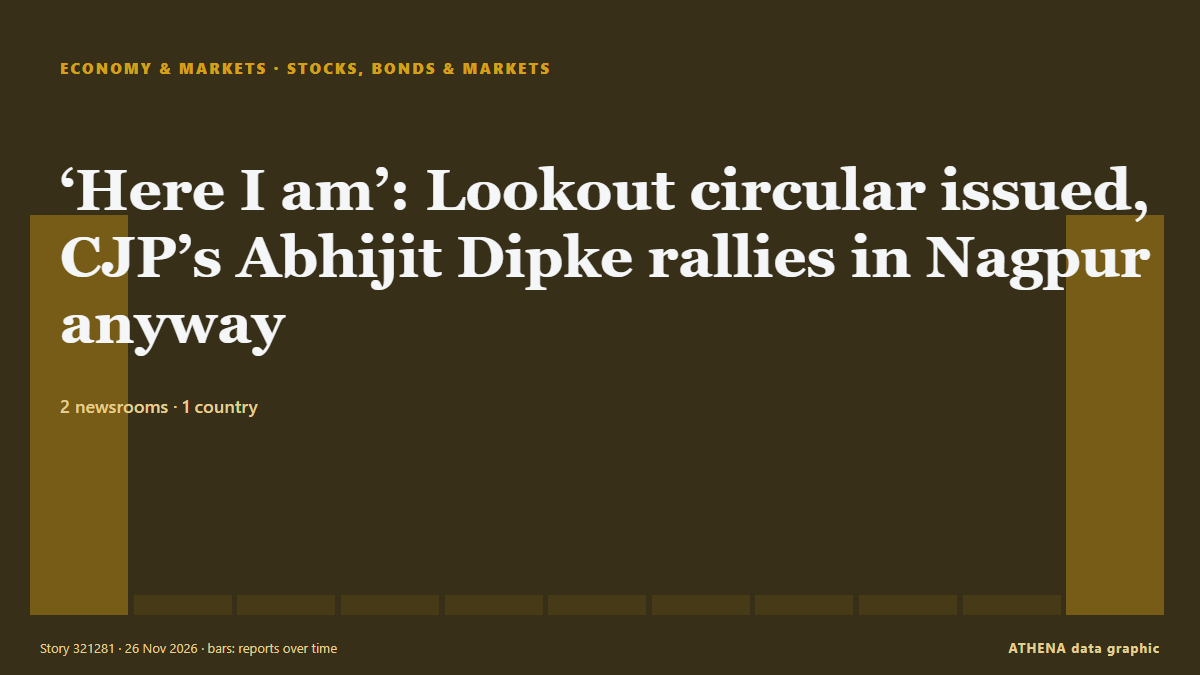 ECONOMY & MARKETS · STOCKS, BONDS & MARKETS
‘Here I am’: Lookout circular issued,
CJP’s Abhijit Dipke rallies in Nagpur
anyway
2 newsrooms · 1 country
Story 321281 · 26 Nov 2026 · bars: reports over time
ATHENA data graphic